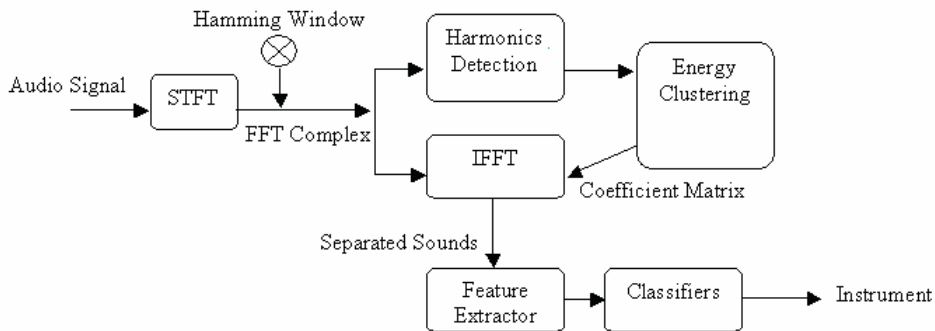 Hamming Window
Audio Signal
STFT
FFT Complex
Harmonics
Detection
Energy
Clustering
IFFT
Coefficient Matrix
Separated Sounds
Feature
Extractor
Classifiers
Instrument